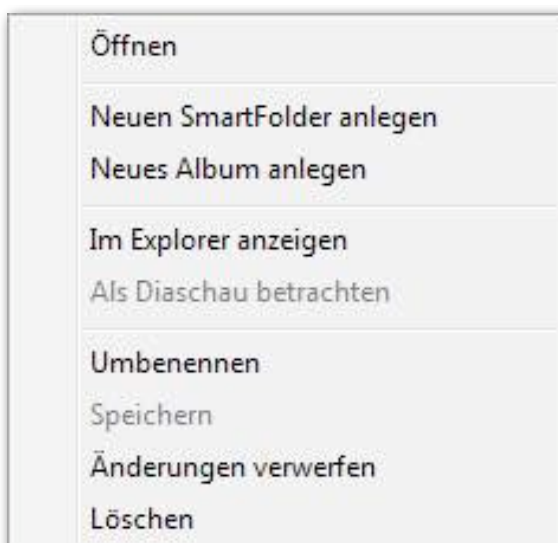 Öffnen
Neuen SmartFolder anlegen
Neues Album anlegen
Im Explorer anzeigen
Als Diaschau betrachten
Umbenennen
Speichern
Änderungen verwerfen
Löschen